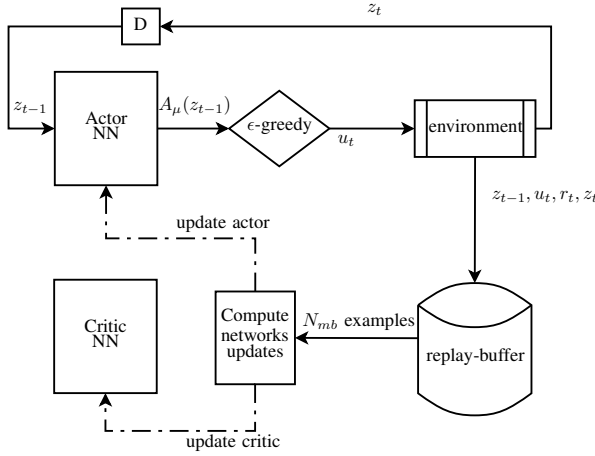 D
z_t
z_{t-1}
Actor
NN
A_μ(z_{t-1})
ϵ-greedy
u_t
environment
z_{t-1}, u_t, r_t, z_t
update actor
Critic
NN
Compute
networks
updates
N_{mb} examples
replay-buffer
update critic